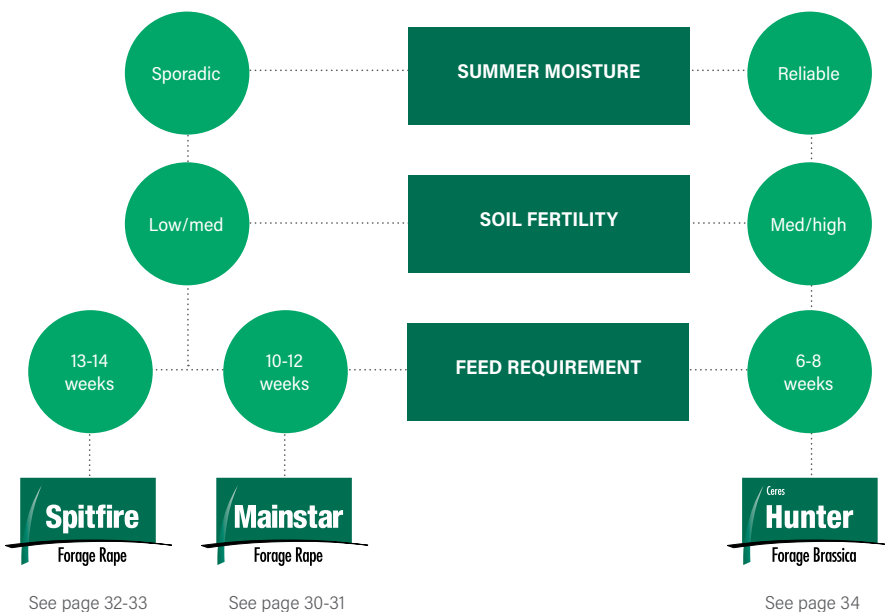 Sporadic
SUMMER MOISTURE
Reliable
Low/med
SOIL FERTILITY
Med/high
13-14
weeks
10-12
weeks
FEED REQUIREMENT
6-8
weeks
Spitfire
Forage Rape
Mainstar
Forage Rape
Ceres
Hunter
Forage Brassica
See page 32-33
See page 30-31
See page 34